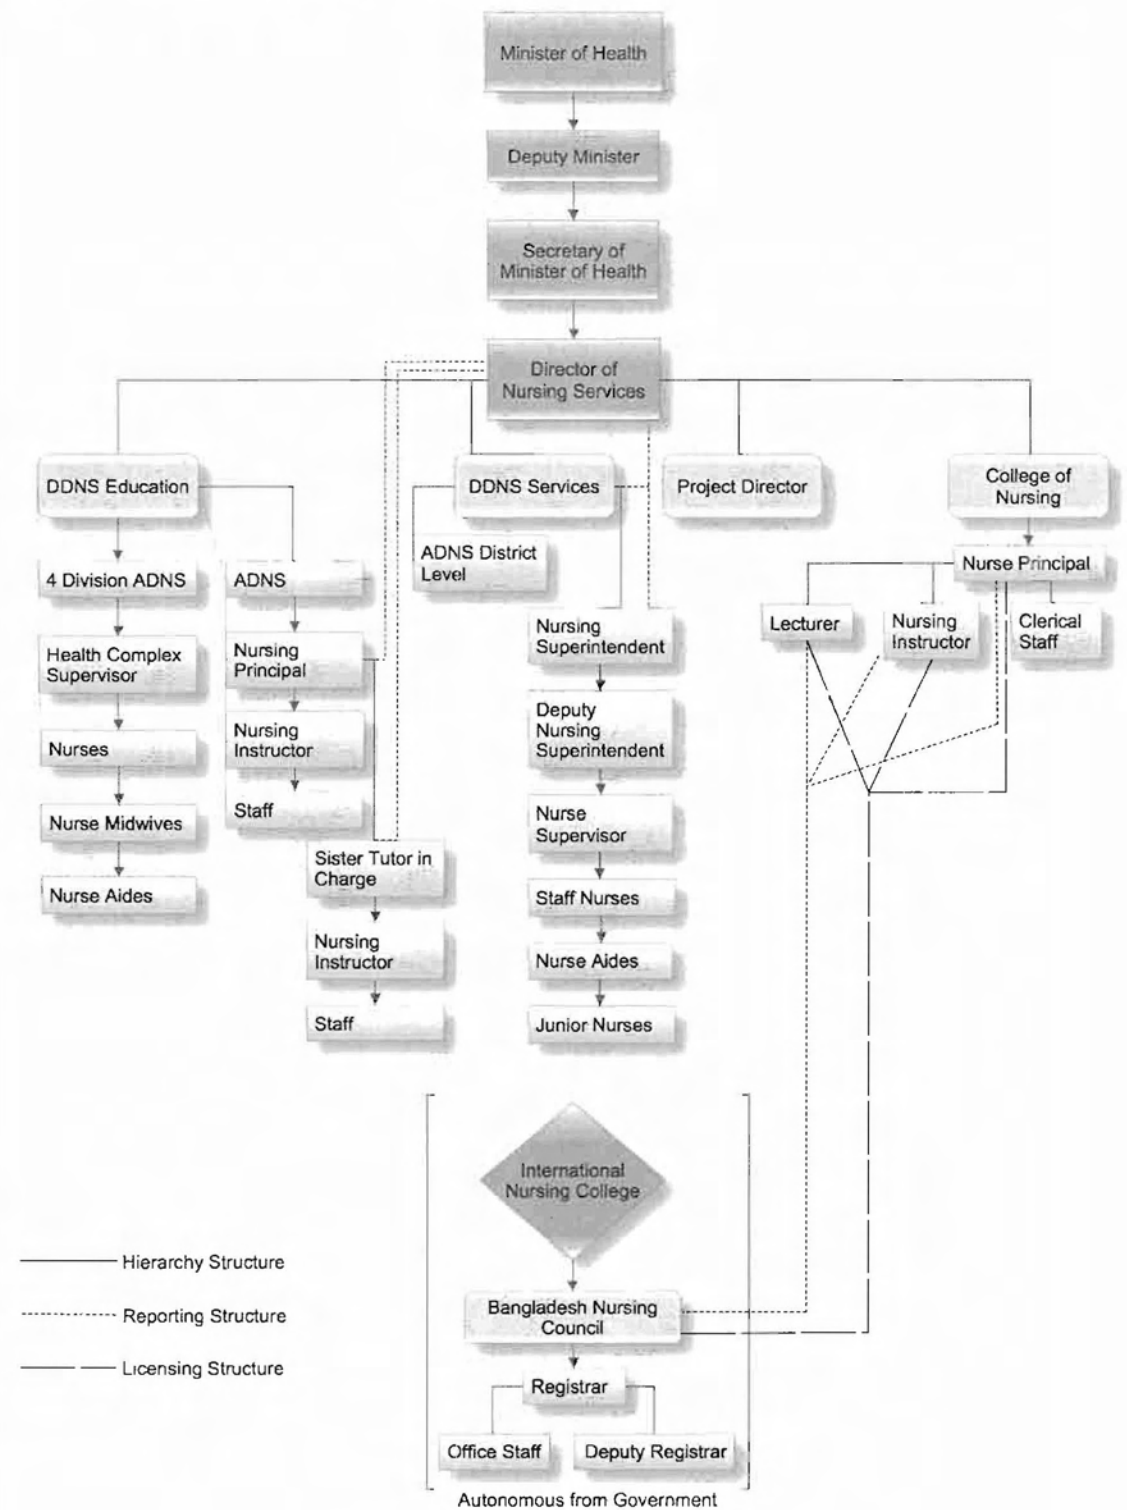 Minister of Health
Deputy Minister
Secretary of
Minister of Health
Director of
Nursing Services
DDNS Education
DDNS Services
Project Director
College of
Nursing
4 Division ADNS
ADNS
ADNS District
Level
Nurse Principal
Health Complex
Supervisor
Nursing
Principal
Nursing
Superintendent
Lecturer
Nursing
Instructor
Clerical
Staff
Nurses
Nursing
Instructor
Deputy
Nursing
Superintendent
Nurse Midwives
Staff
Nurse
Supervisor
Nurse Aides
Sister Tutor in
Charge
Staff Nurses
Nursing
Instructor
Nurse Aides
Staff
Junior Nurses
International
Nursing College
Hierarchy Structure
Reporting Structure
Licensing Structure
Bangladesh Nursing
Council
Registrar
Office Staff
Deputy Registrar
Autonomous from Government